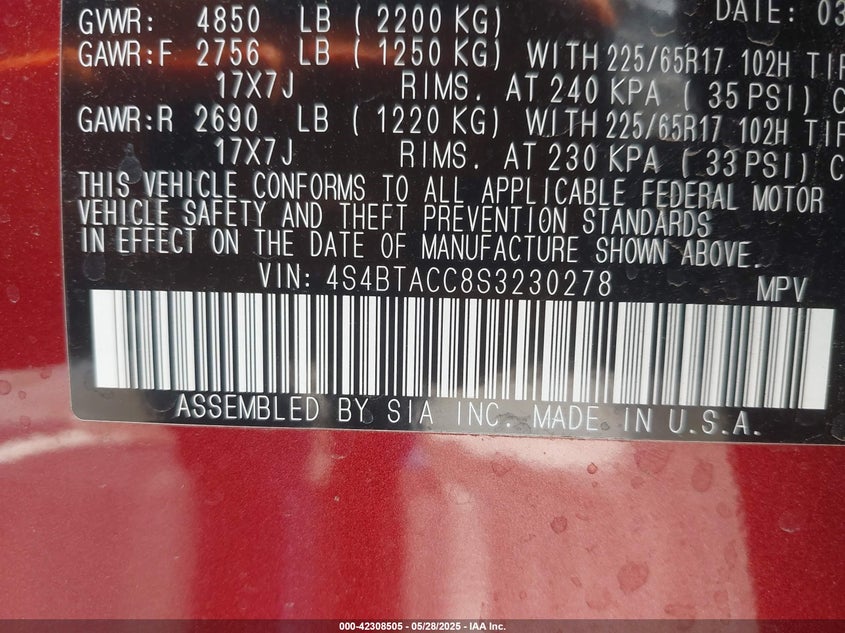 GVWR: 4850 LB ( 2200 KG) DATE: 03
GAWR:F 2756 LB ( 1250 KG) WITH 225/65R17 102H TIR
17X7J RIMS. AT 240 KPA ( 35 PSI) C
GAWR:R 2690 LB ( 1220 KG) WITH 225/65R17 102H TIR
17X7J RIMS. AT 230 KPA ( 33 PSI) C
THIS VEHICLE CONFORMS TO ALL APPLICABLE FEDERAL MOTOR
VEHICLE SAFETY AND THEFT PREVENTION STANDARDS
IN EFFECT ON THE DATE OF MANUFACTURE SHOWN ABOVE.
VIN: 4S4BTACC8S3230278 MPV
ASSEMBLED BY SIA INC. MADE IN U.S.A.
000-42308505 — 05/28/2025 — IAA Inc.